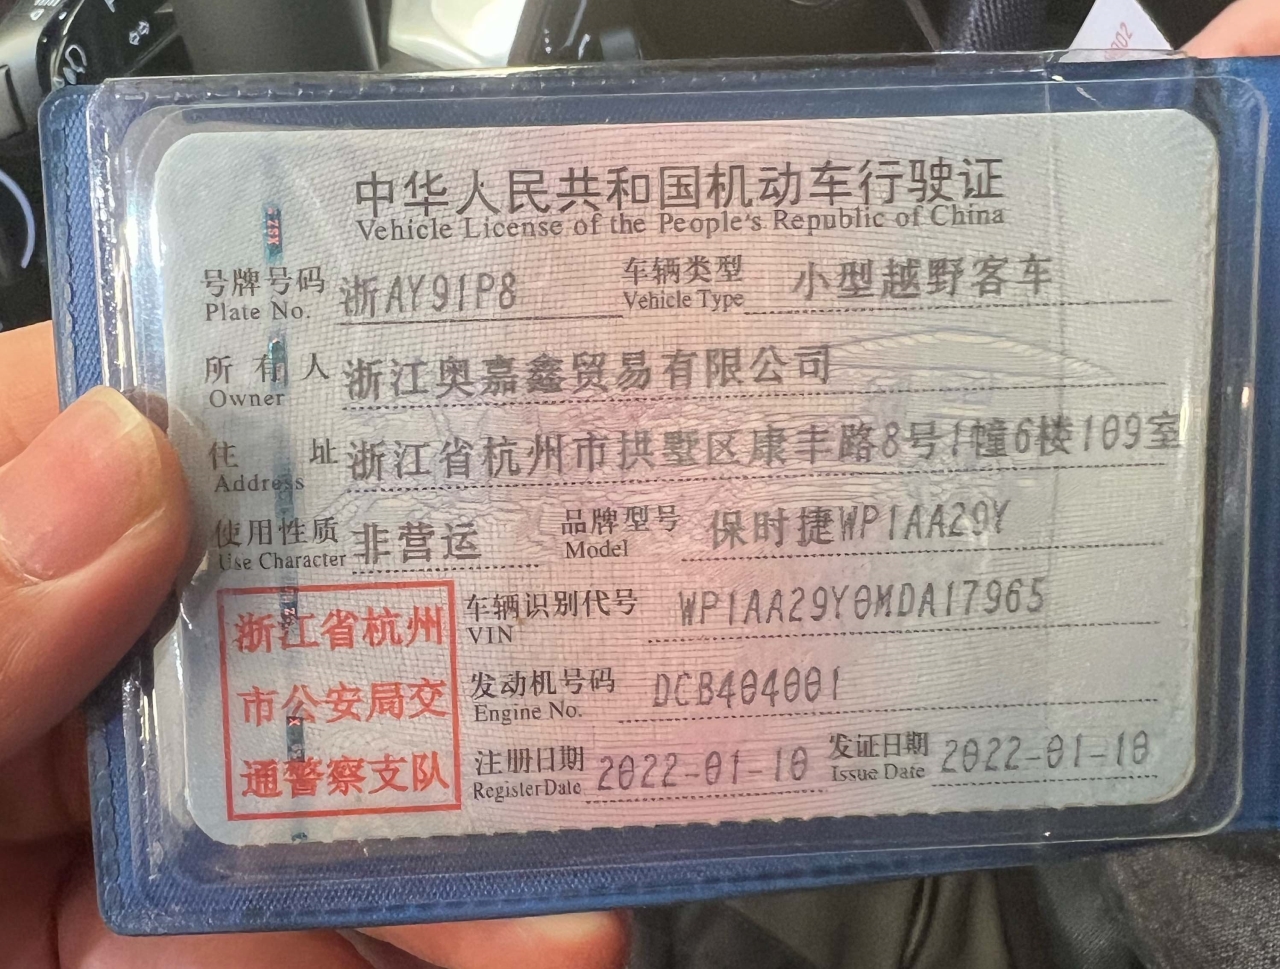 中华人民共和国机动车行驶证
Vehicle License of the People's Republic of China
号牌号码 浙AY91P8 车辆类型 小型越野客车
Plate No. Vehicle Type
所有人 浙江奥嘉鑫贸易有限公司
Owner
住址 浙江省杭州市拱墅区康丰路8号1幢6楼109室
Address
使用性质 非营运 品牌型号 保时捷WP1AA29Y
Use Character Model
浙江省杭州
市公安局交
通警察支队
车辆识别代号 WP1AA29Y0MDA17965
VIN
发动机号码 DCB404001
Engine No.
注册日期 2022-01-10 发证日期 2022-01-10
Register Date Issue Date